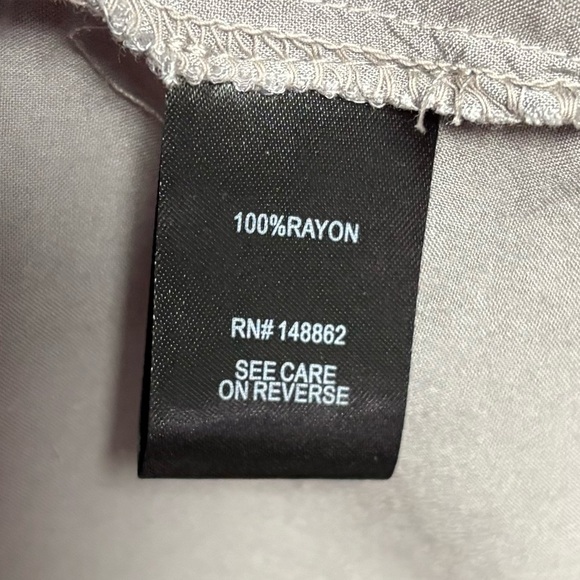 100%RAYON
RN# 148862
SEE CARE
ON REVERSE